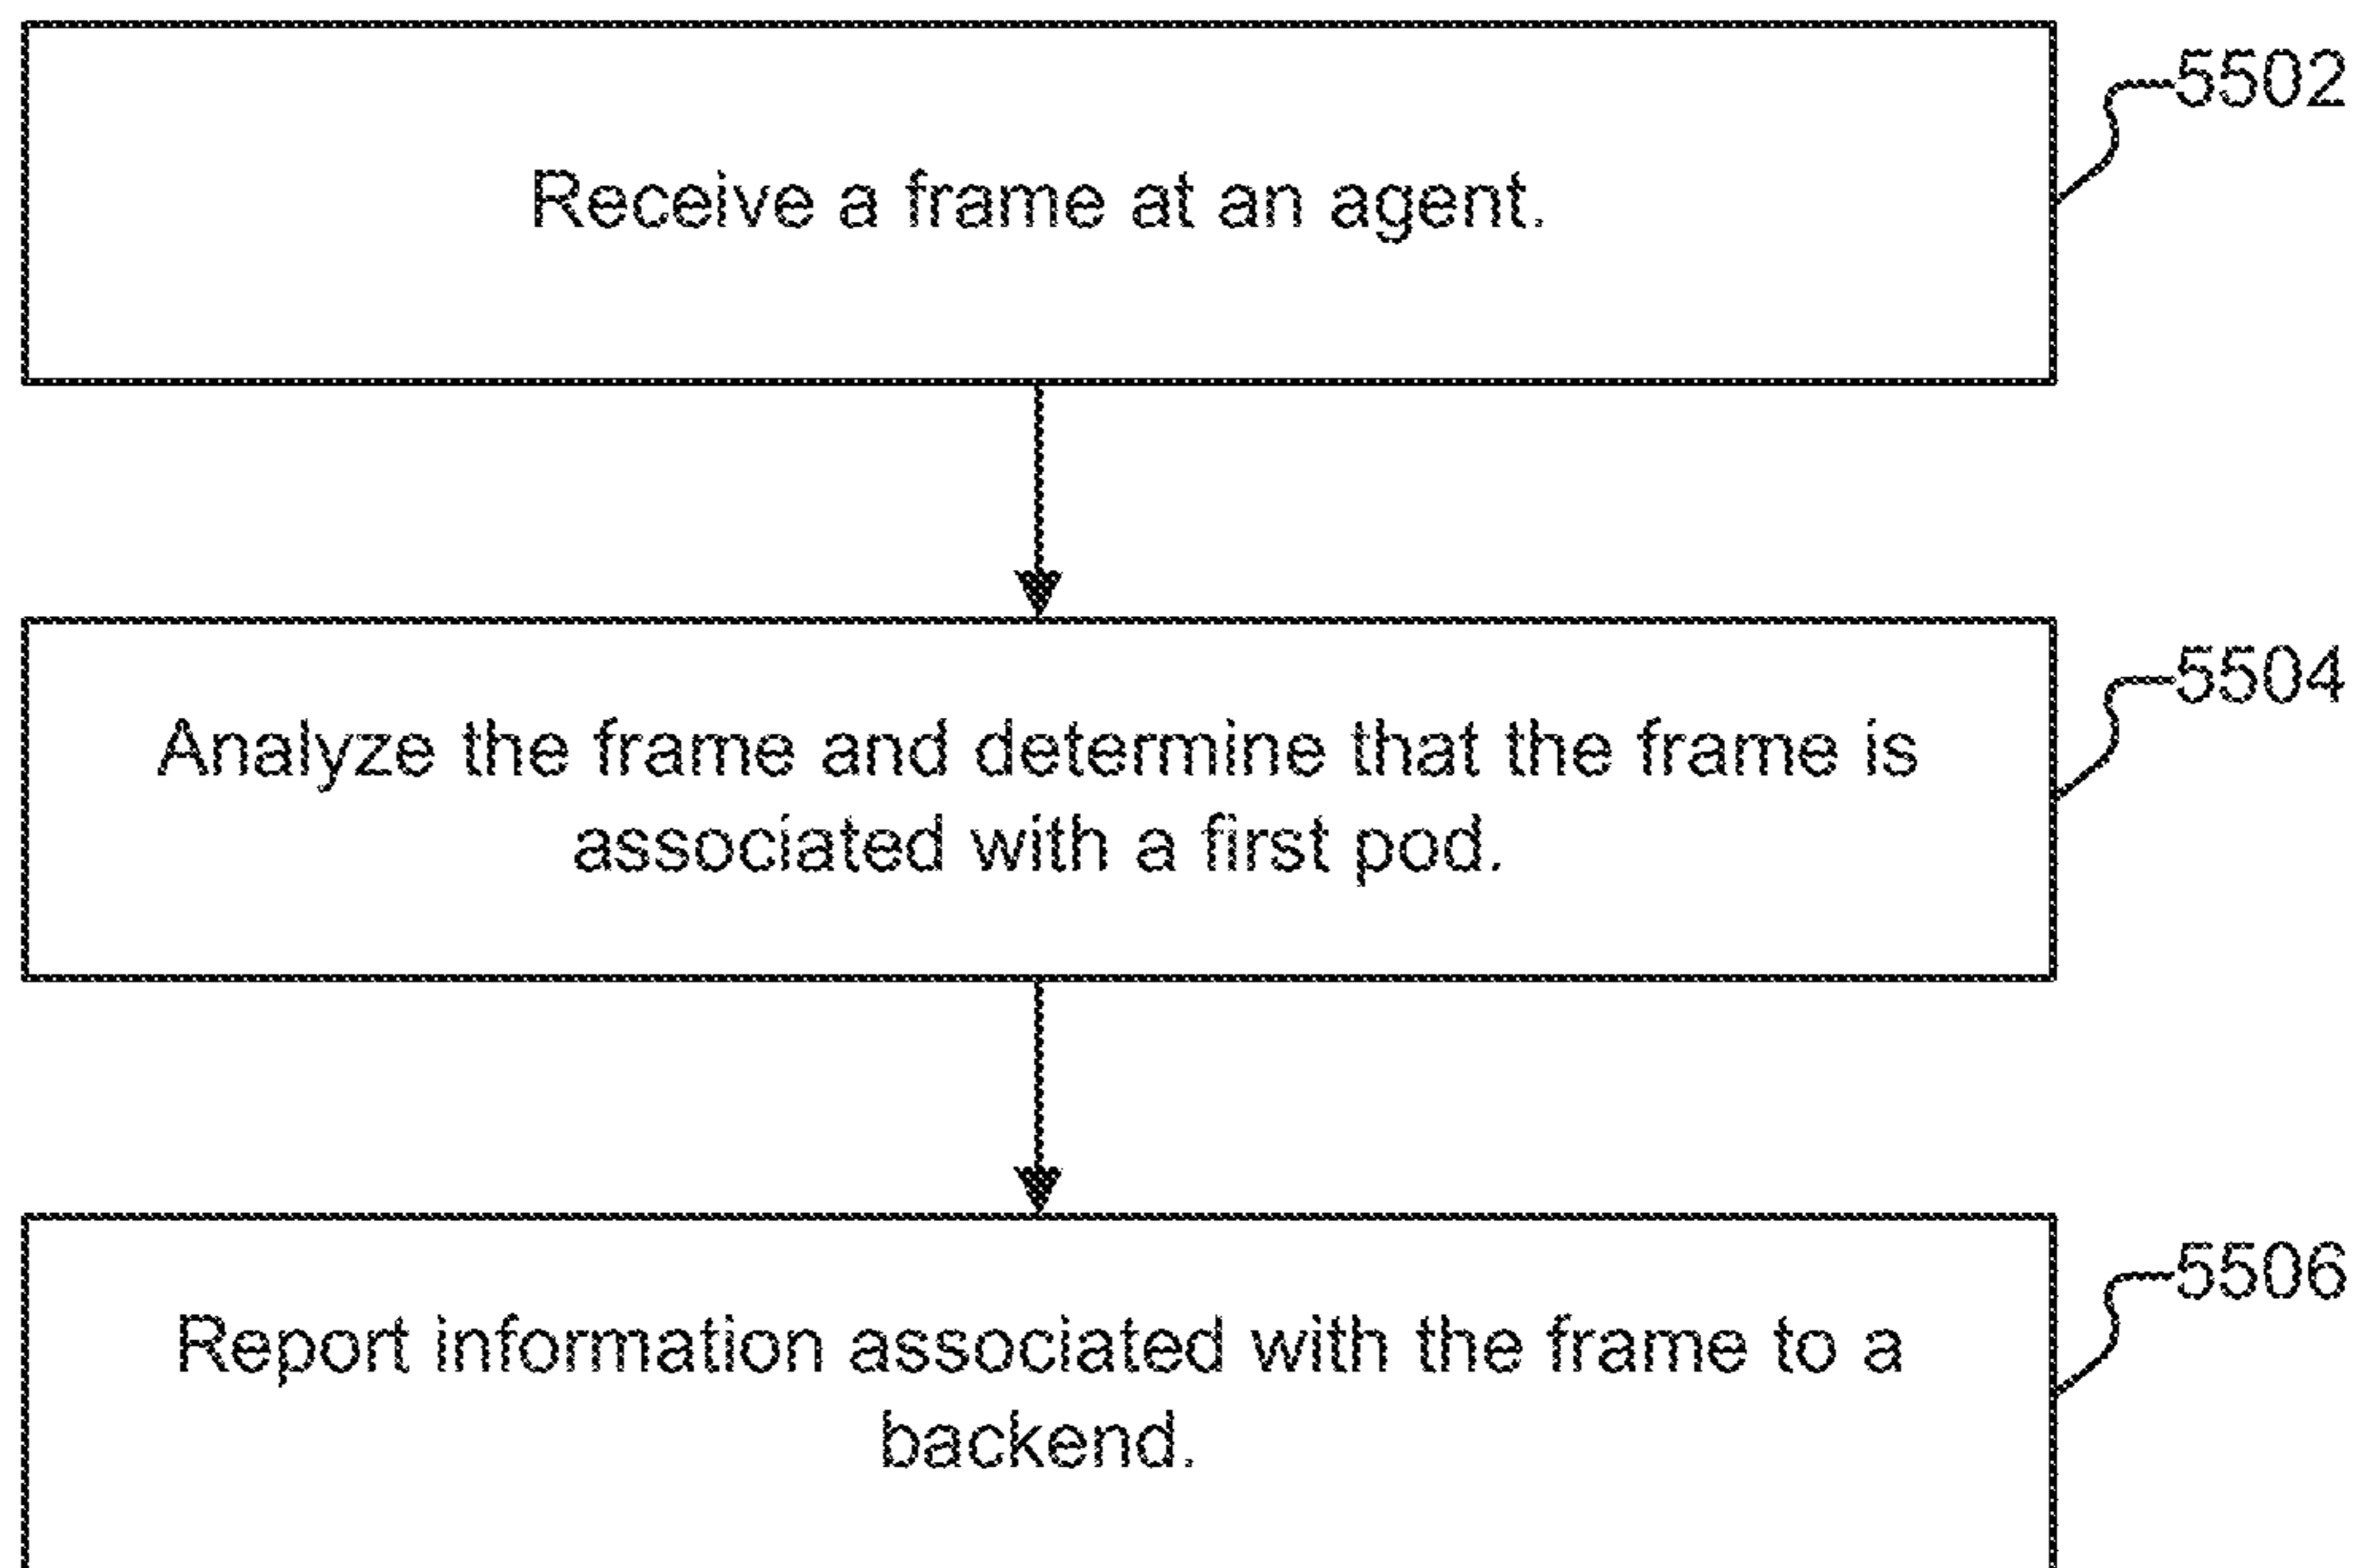 5502
Receive a frame at an agent.
5504
Analyze the frame and determine that the frame is
associated with a first pod.
5506
Report information associated with the frame to a
backend.